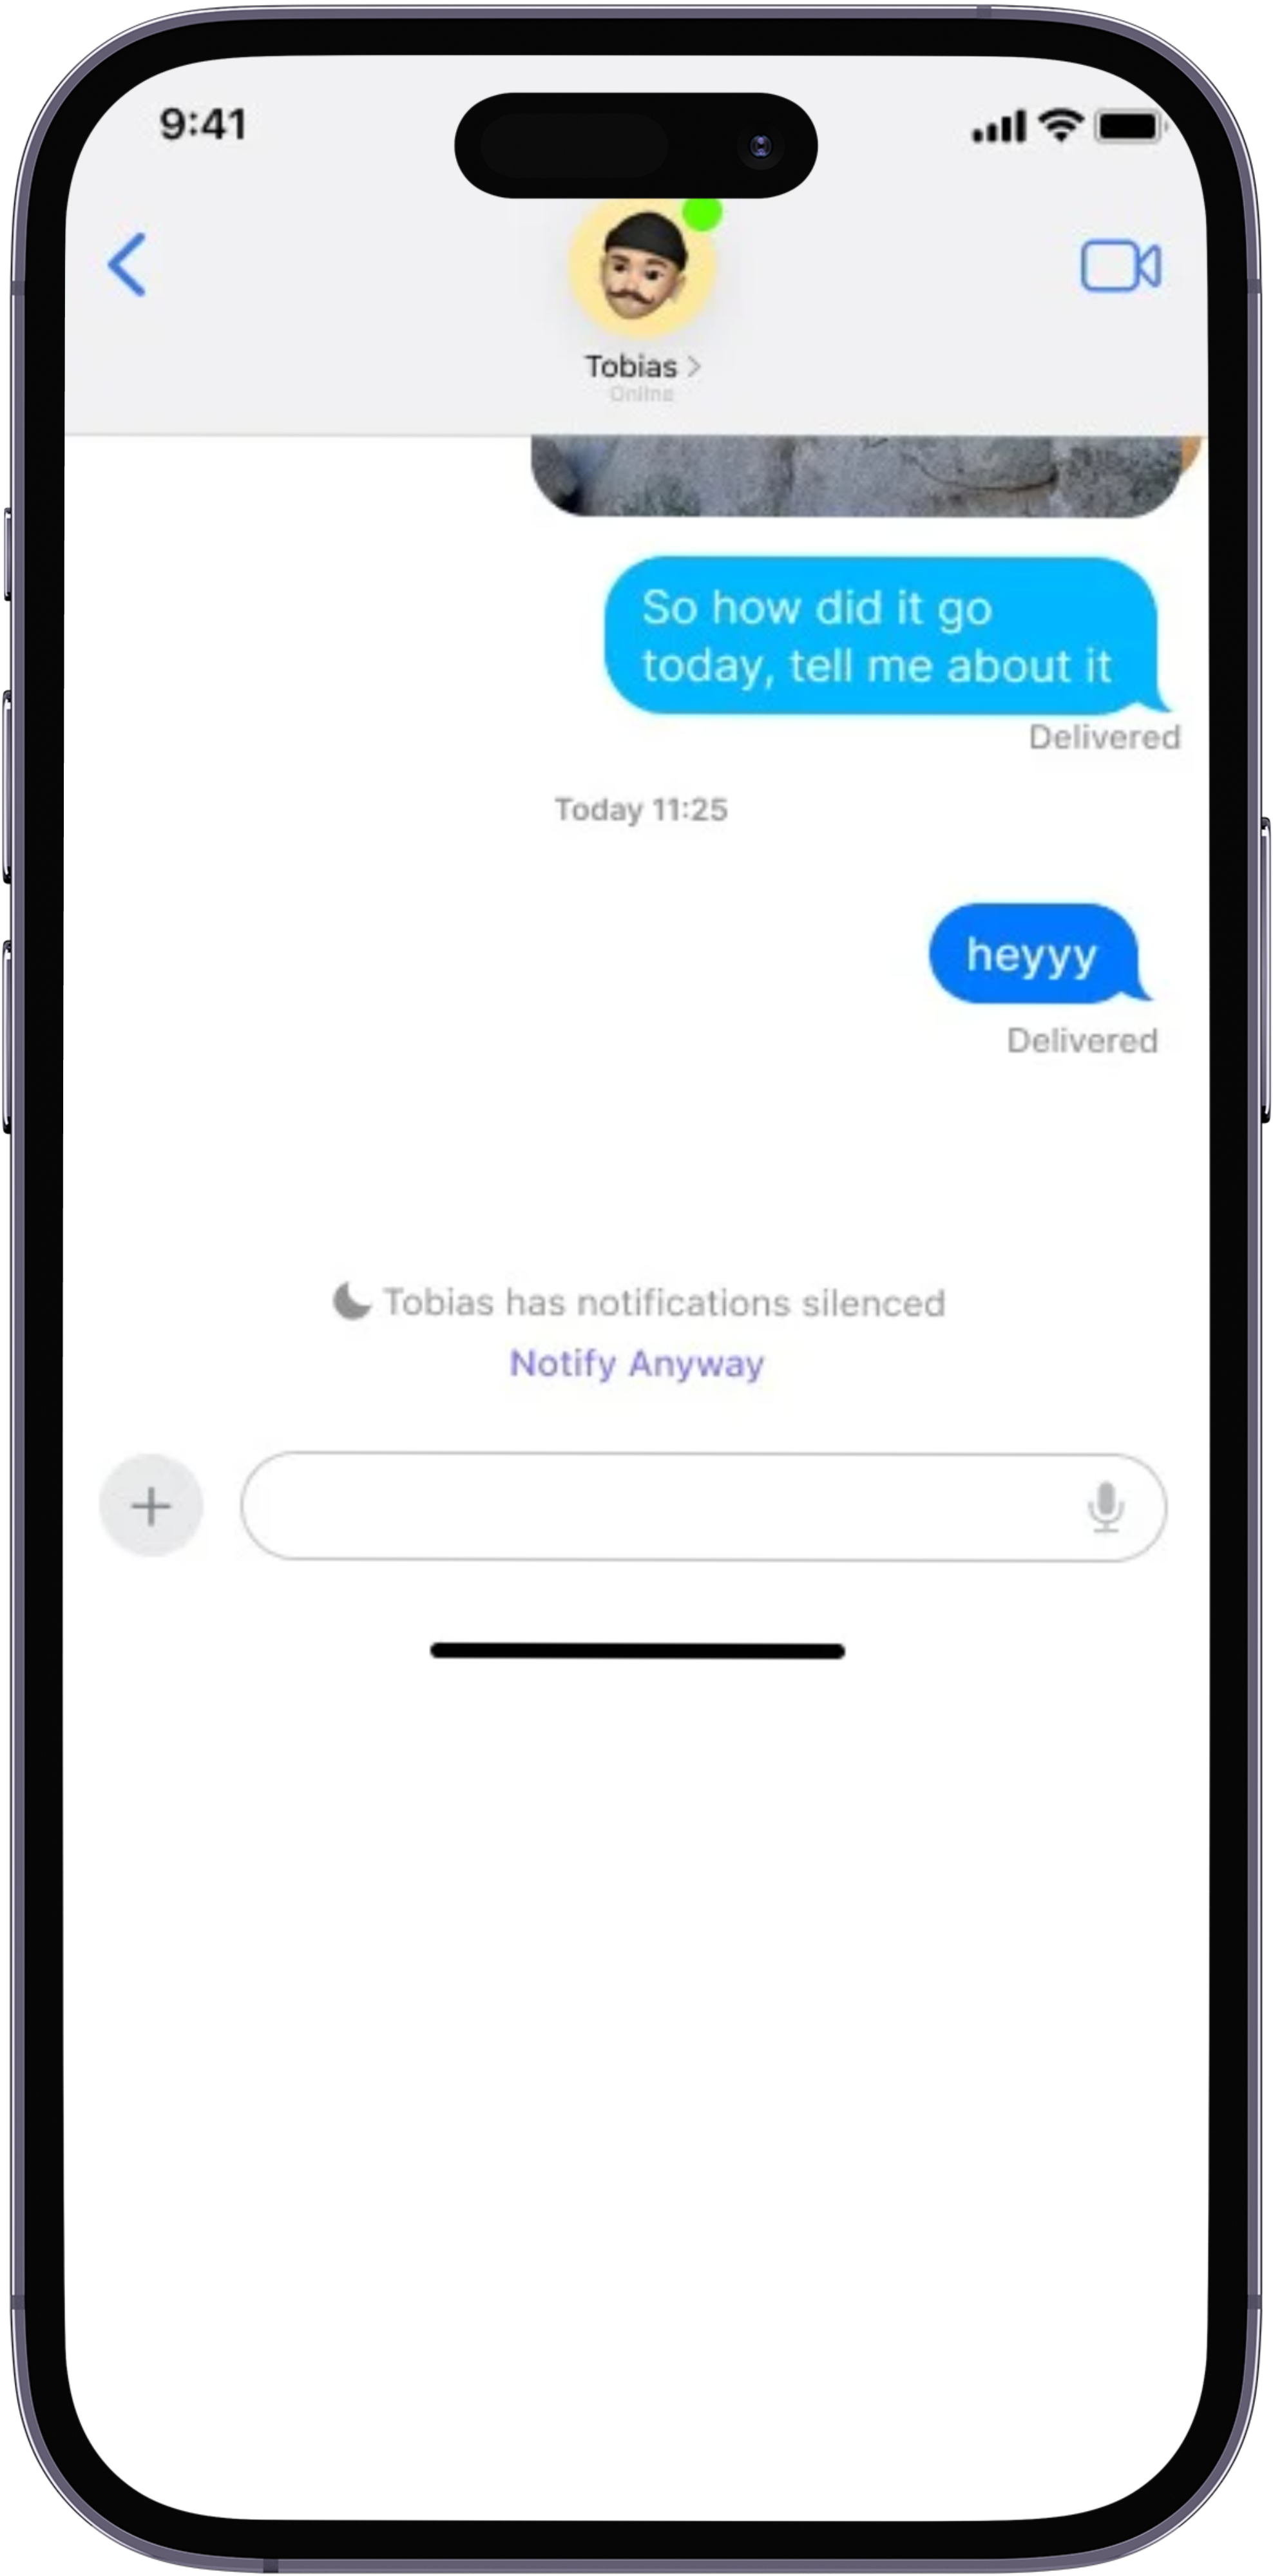 9:41
Tobias
Online
So how did it go
today, tell me about it
Delivered
Today 11:25
heyyy
Delivered
Tobias has notifications silenced
Notify Anyway